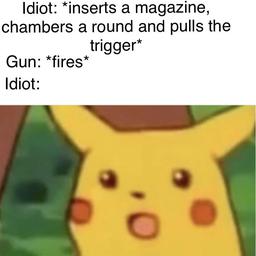 Idiot: *inserts a magazine,
chambers a round and pulls the
trigger*
Gun: *fires*
Idiot: